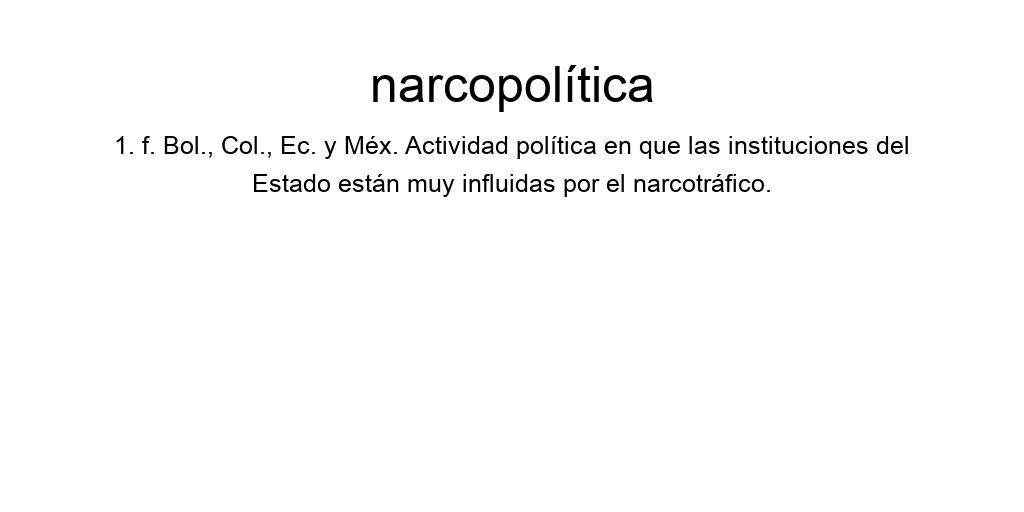 narcopolítica
1. f. Bol., Col., Ec. y Méx. Actividad política en que las instituciones del
Estado están muy influidas por el narcotráfico.